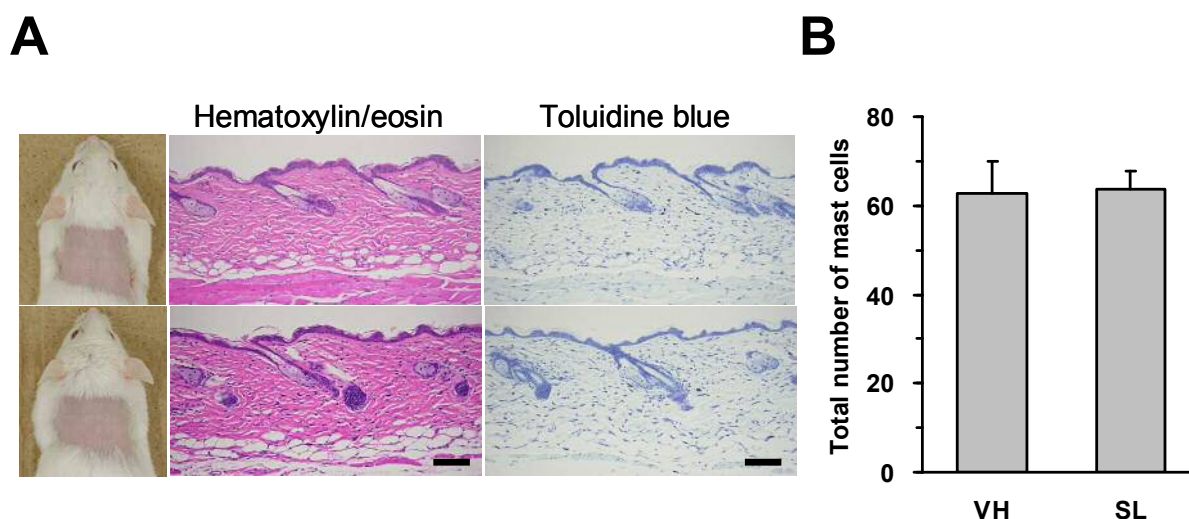 A
B
Hematoxylin/eosin
Toluidine blue
Total number of mast cells
80
60
40
20
0
VH
SL